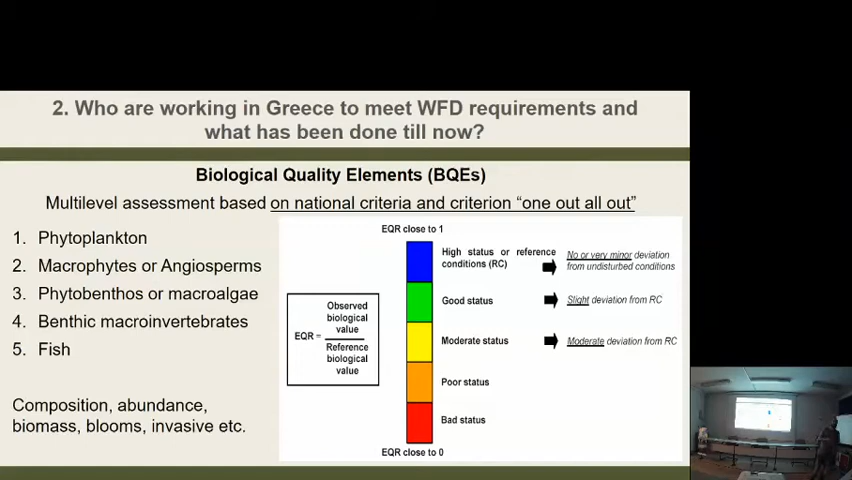 2. Who are working in Greece to meet WFD requirements and
what has been done till now?
Biological Quality Elements (BQEs)
Multilevel assessment based on national criteria and criterion “one out all out”
1. Phytoplankton
2. Macrophytes or Angiosperms
3. Phytobenthos or macroalgae
4. Benthic macroinvertebrates
5. Fish
Composition, abundance,
biomass, blooms, invasive etc.
EQR =
Observed
biological
value
Reference
biological
value
EQR close to 1
High status or reference
conditions (RC)
No or very minor deviation
from undisturbed conditions
Good status
Slight deviation from RC
Moderate status
Moderate deviation from RC
Poor status
Bad status
EQR close to 0